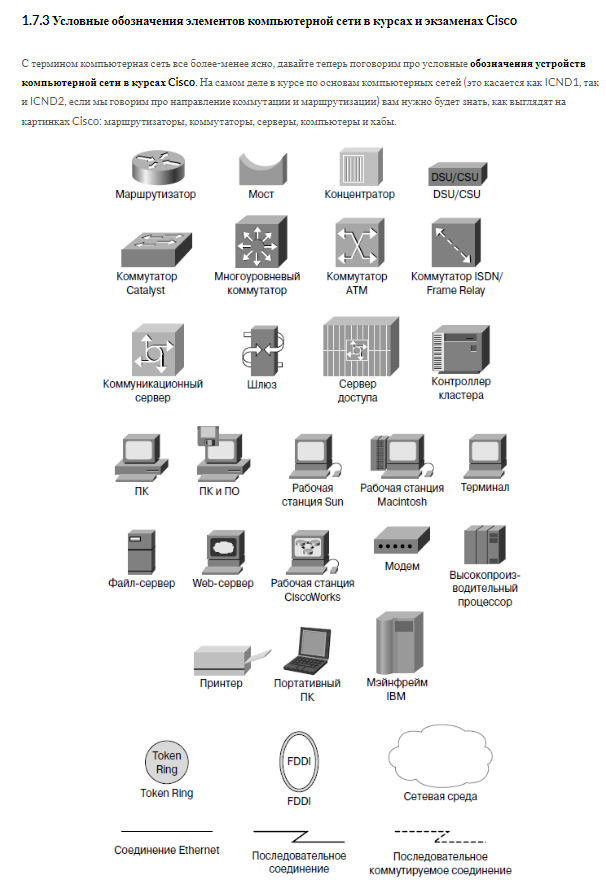 1.7.3 Условные обозначения элементов компьютерной сети в курсах и экзаменах Cisco
С термином компьютерная сеть все более-менее ясно, давайте теперь поговорим про условные обозначения устройств
компьютерной сети в курсах Cisco. На самом деле в курсе по основам компьютерных сетей (это касается как ICND1, так
и ICND2, если мы говорим про направление коммутации и маршрутизации) вам нужно будет знать, как выглядят на
картинках Cisco: маршрутизаторы, коммутаторы, серверы, компьютеры и хабы.
DSU/CSU
Маршрутизатор Мост Концентратор DSU/CSU
Коммутатор Многоуровневый Коммутатор Коммутатор ISDN/
Catalyst коммутатор ATM Frame Relay
Коммуникационный Шлюз Сервер Контроллер
сервер доступа кластера
ПК ПК и ПО Рабочая Рабочая станция Терминал
станция Sun Macintosh
Файл-сервер Web-сервер Рабочая станция Модем Высокопроиз-
CiscoWorks водительный
процессор
Принтер Портативный Мэйнфрейм
ПК IBM
Token
Ring
FDDI
Token Ring FDDI Сетевая среда
Соединение Ethernet Последовательное Последовательное
соединение коммутируемое соединение